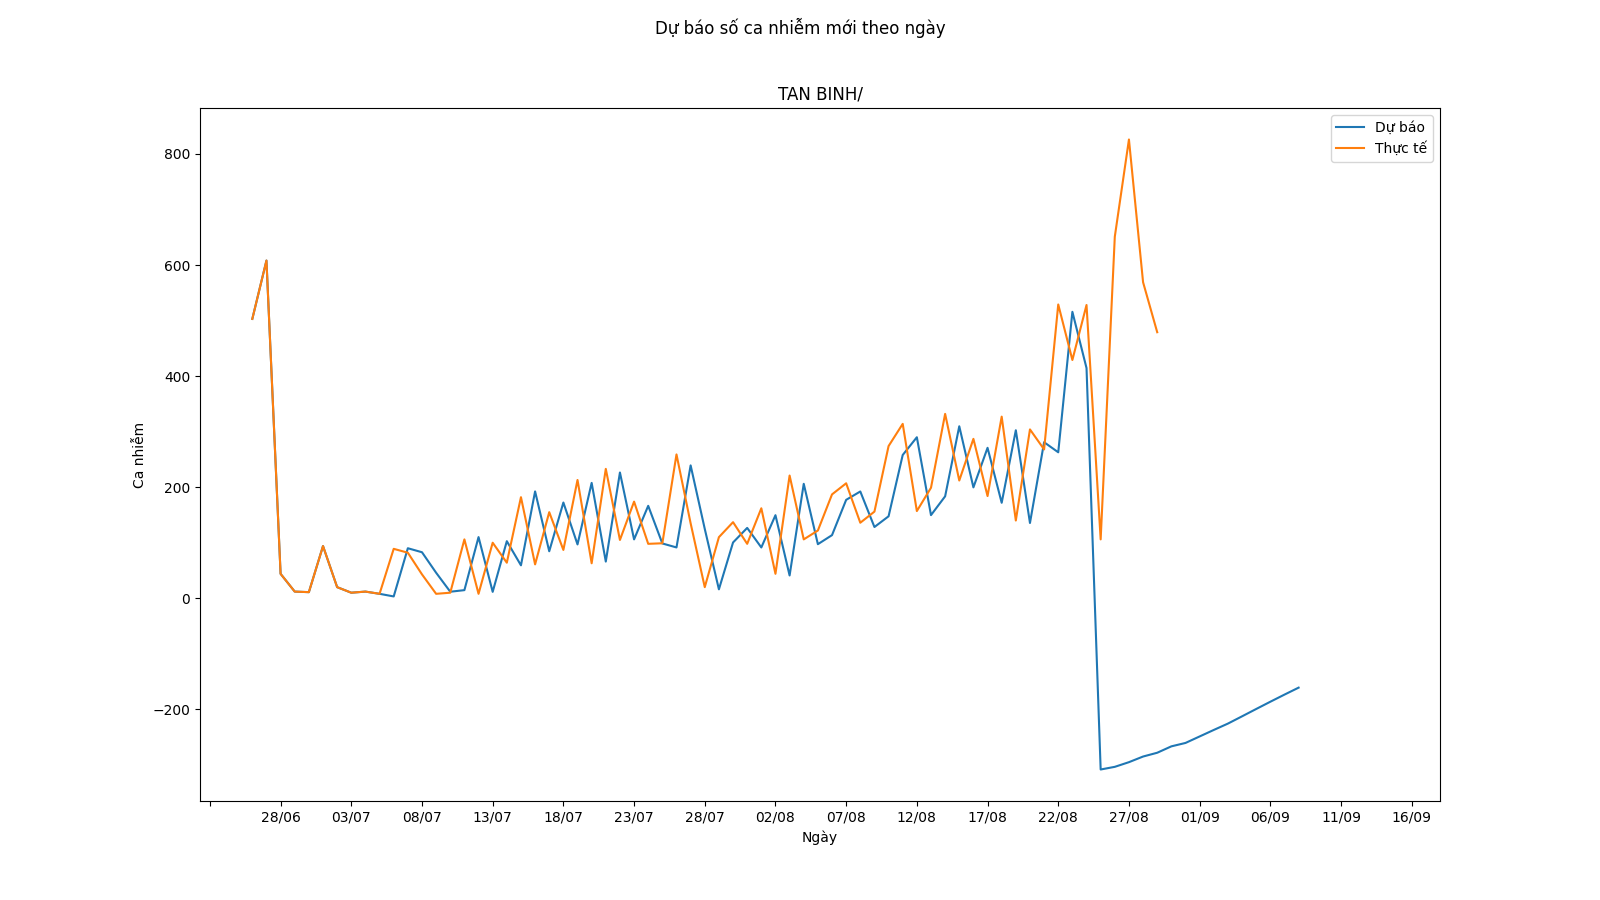 Dự báo số ca nhiễm mới theo ngày
TAN BINH/
Dự báo
Thực tế
800
600
400
200
0
−200
Ca nhiễm
28/06 03/07 08/07 13/07 18/07 23/07 28/07 02/08 07/08 12/08 17/08 22/08 27/08 01/09 06/09 11/09 16/09
Ngày